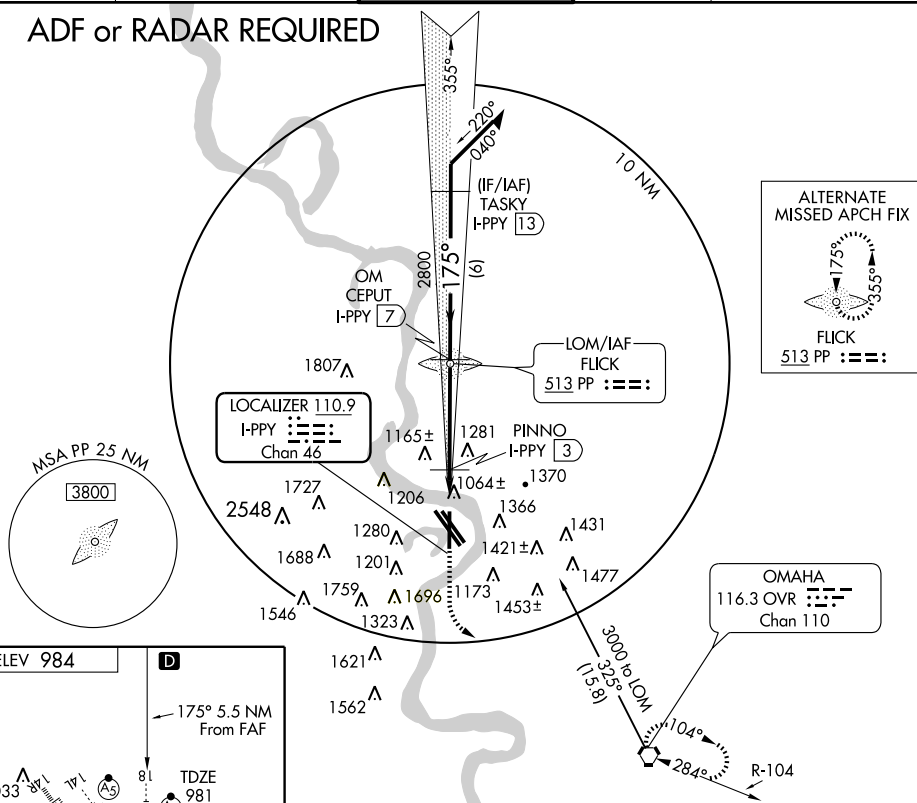 ADF or RADAR REQUIRED
355°
220°
040°
10 NM
(IF/IAF)
TASKY
I-PPY 13
2800
175°
(6)
ALTERNATE
MISSED APCH FIX
175°
355°
FLICK
513 PP
OM
CEPUT
I-PPY 7
LOM/IAF
FLICK
513 PP
1807
LOCALIZER 110.9
I-PPY
Chan 46
1165±
1281
PINNO
I-PPY 3
MSA PP 25 NM
3800
1206
1064±
1370
1727
2548
1366
1280
1431
1421±
1688
1201
1477
1759
1696
1173
1453±
1546
1323
1621
1562
OMAHA
116.3 OVR
Chan 110
3000 to LOM
325°
(15.8)
104°
284°
R-104
ELEV 984
D
175° 5.5 NM
From FAF
14R
14L
18
TDZE
981
A5
033